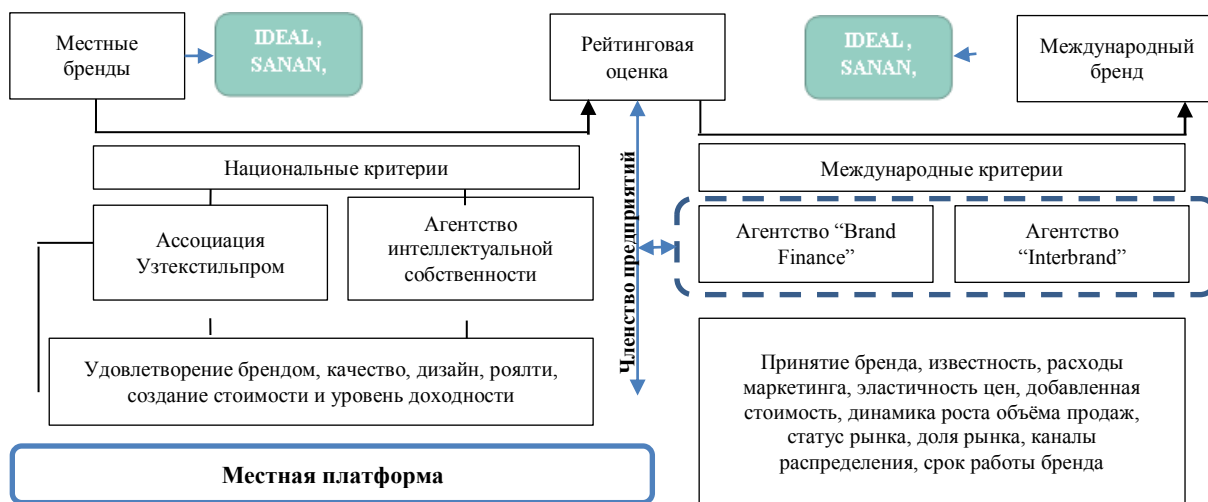 Местные
бренды
IDEAL ,
SANAN,
Рейтинговая
оценка
IDEAL ,
SANAN,
Международный
бренд
Национальные критерии
Международные критерии
Ассоциация
Узтекстильпром
Агентство
интеллектуальной
собственности
Членство предприятий
Агентство “Brand
Finance”
Агентство
“Interbrand”
Удовлетворение брендом, качество, дизайн, роялти,
создание стоимости и уровень доходности
Принятие бренда, известность, расходы
маркетинга, эластичность цен, добавленная
стоимость, динамика роста объёма продаж,
статус рынка, доля рынка, каналы
распределения, срок работы бренда
Местная платформа